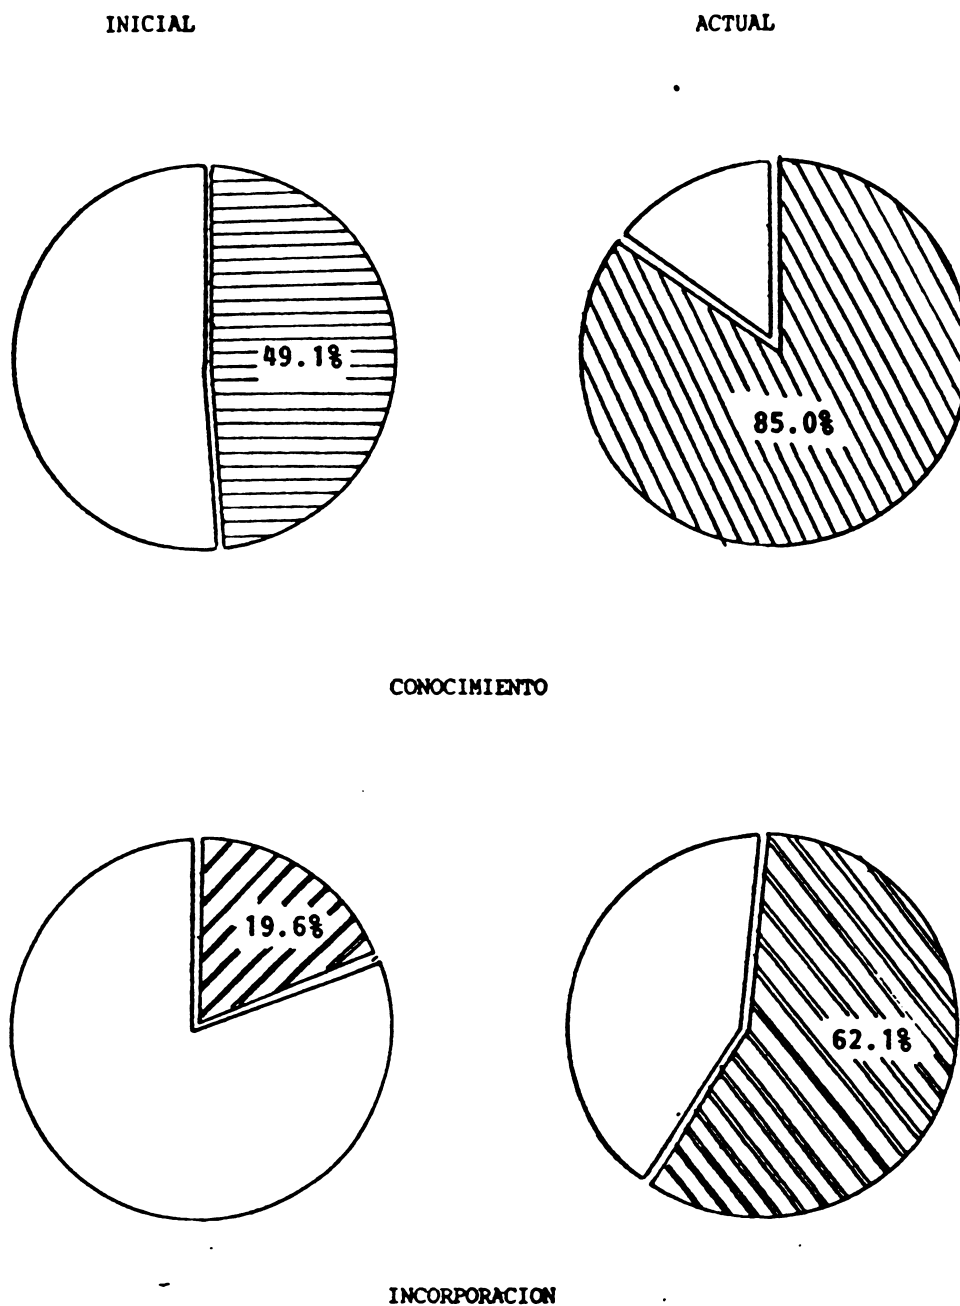 INICIAL ACTUAL
49.1% 85.0%
CONOCIMIENTO
19.6% 62.1%
INCORPORACION